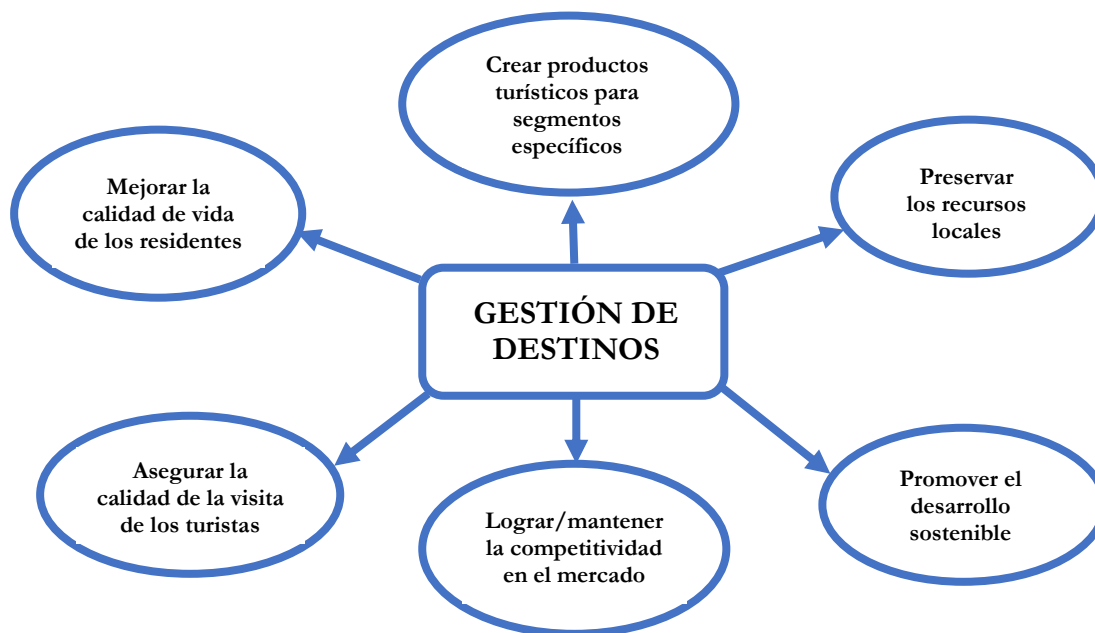 Crear productos
turísticos para
segmentos
específicos
Mejorar la
calidad de vida
de los residentes
Preservar
los recursos
locales
GESTIÓN DE
DESTINOS
Asegurar la
calidad de la visita
de los turistas
Lograr/mantener
la competitividad
en el mercado
Promover el
desarrollo
sostenible